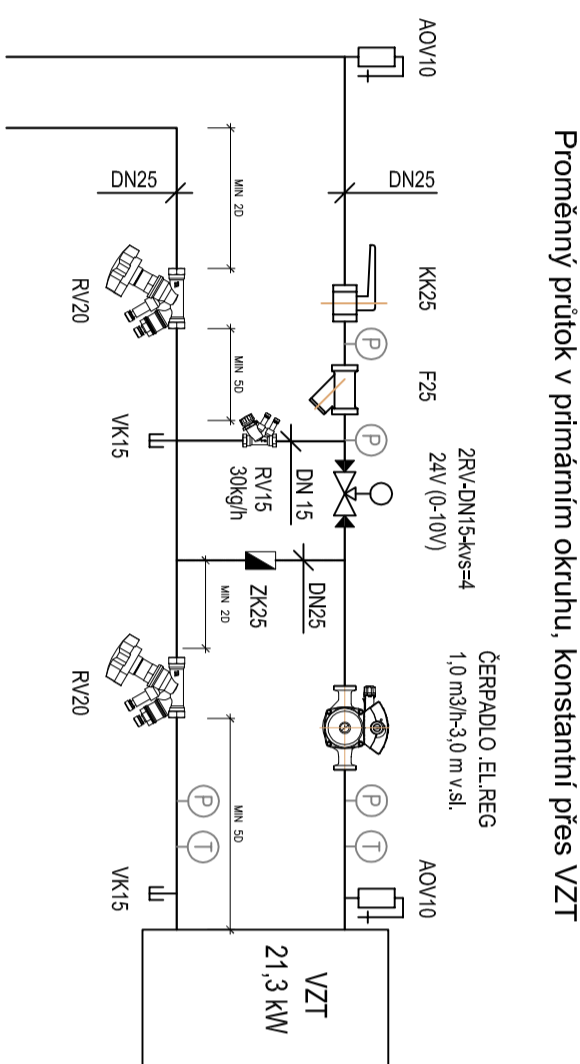 Proměnný průtok v primárním okruhu, konstantní přes VZT
AOV10
DN25
KK25
P
F25
P
2RV-DN15-kvs=4
24V (0-10V)
ČERPADLO .EL.REG
1,0 m3/h-3,0 m v.sl.
P
T
AOV10
DN25
MIN 2D
RV20
MIN 5D
VK15
DN 15
RV15
30kg/h
DN25
ZK25
MIN 2D
RV20
MIN 5D
P
T
VK15
VZT
21,3 kW